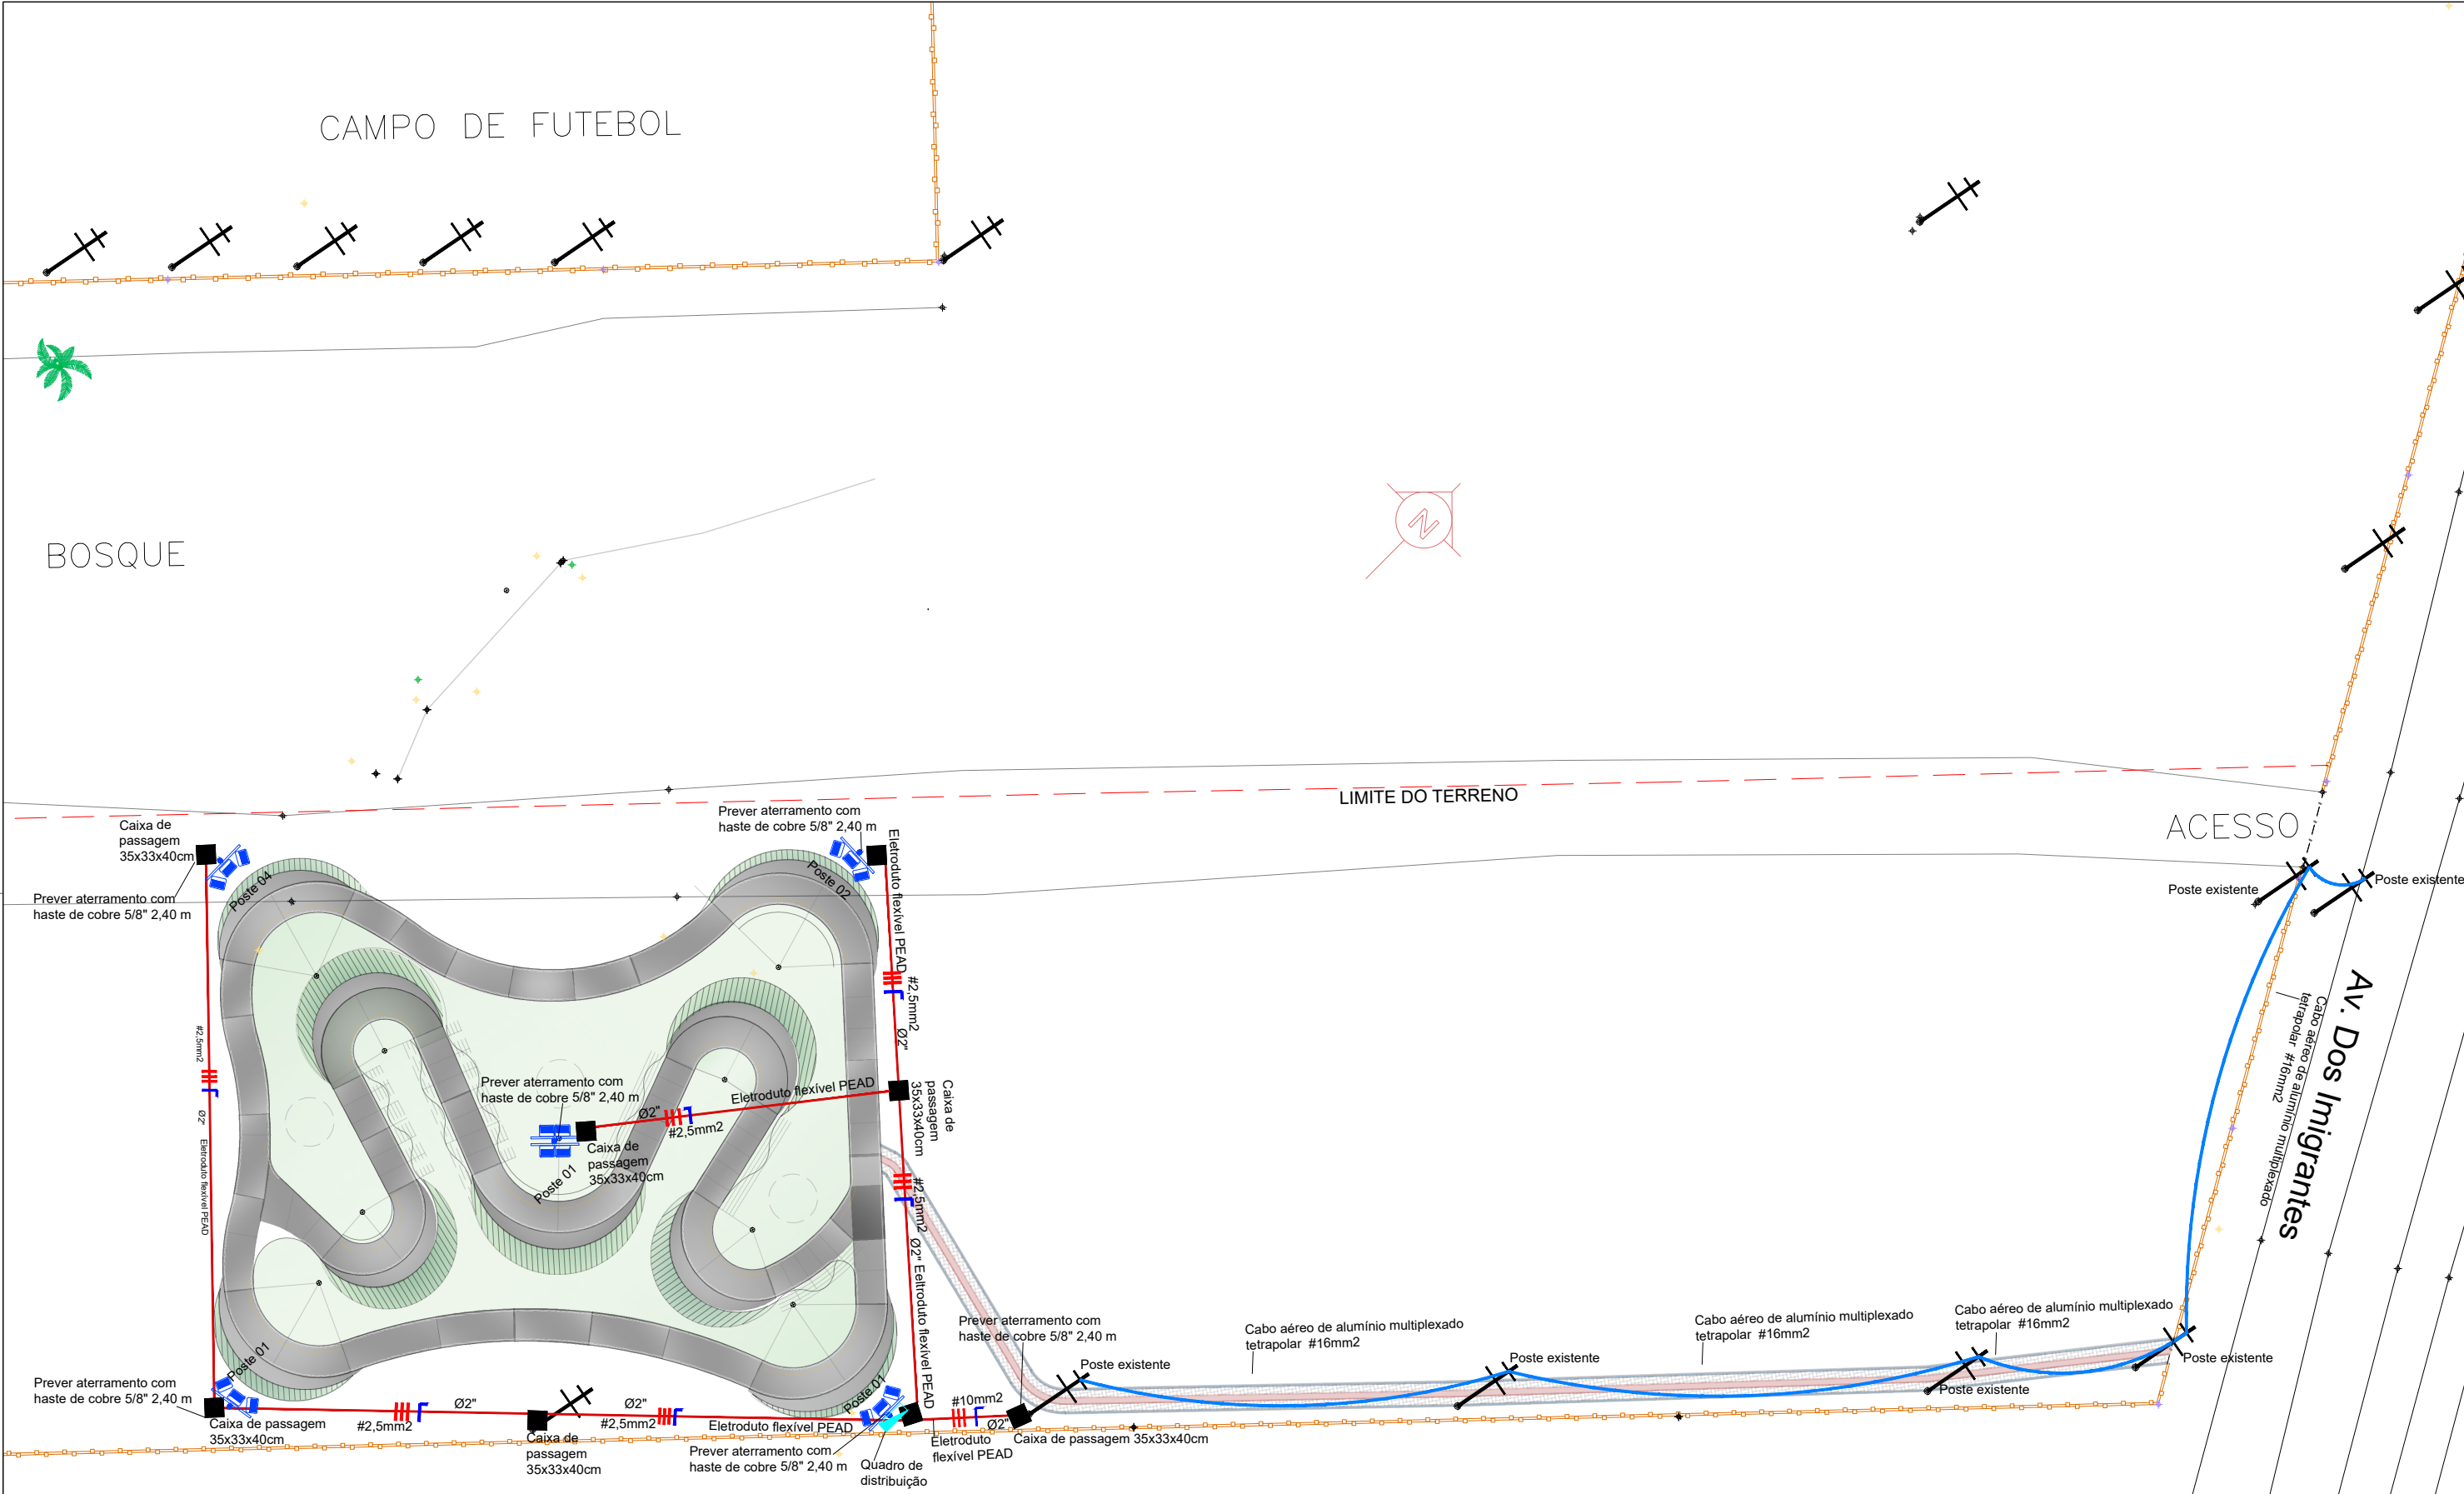 CAMPO DE FUTEBOL
BOSQUE
N
LIMITE DO TERRENO
ACESSO
Caixa de
passagem
35x33x40cm
Prever aterramento com
haste de cobre 5/8" 2,40 m
Poste 04
Prever aterramento com
haste de cobre 5/8" 2,40 m
Poste 02
Eletroduto flexível PEAD
#2,5mm2
Ø2"
Poste existente
Poste existente
Av. Dos Imigrantes
Cabo aéreo de alumínio multiplexado
tetrapolar #16mm2
#2,5mm2
Ø2"
Eletroduto flexível PEAD
Prever aterramento com
haste de cobre 5/8" 2,40 m
Eletroduto flexível PEAD
Ø2"
#2,5mm2
Caixa de
passagem
35x33x40cm
Caixa de
passagem
35x33x40cm
Poste 01
#2,5mm2
Ø2"
Eeltroduto flexível PEAD
Prever aterramento com
haste de cobre 5/8" 2,40 m
Cabo aéreo de alumínio multiplexado
tetrapolar #16mm2
Cabo aéreo de alumínio multiplexado
tetrapolar #16mm2
Cabo aéreo de alumínio multiplexado
tetrapolar #16mm2
Poste existente
Poste existente
Poste existente
Poste existente
Prever aterramento com
haste de cobre 5/8" 2,40 m
Poste 01
Caixa de passagem
35x33x40cm
#2,5mm2
Ø2"
Caixa de
passagem
35x33x40cm
Ø2"
#2,5mm2
Eletroduto flexível PEAD
Poste 01
Prever aterramento com
haste de cobre 5/8" 2,40 m
Quadro de
distribuição
#10mm2
Ø2"
Eletroduto
flexível PEAD
Caixa de passagem 35x33x40cm